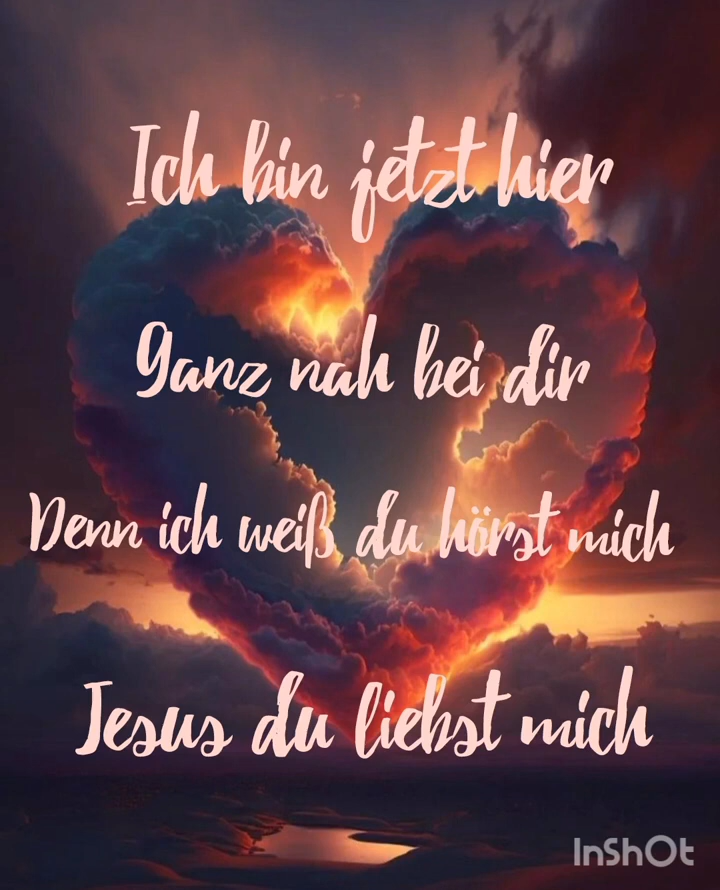 Ich bin jetzt hier
Ganz nah bei dir
Denn ich weiß du hörst mich
Jesus du liebst mich
InShOt